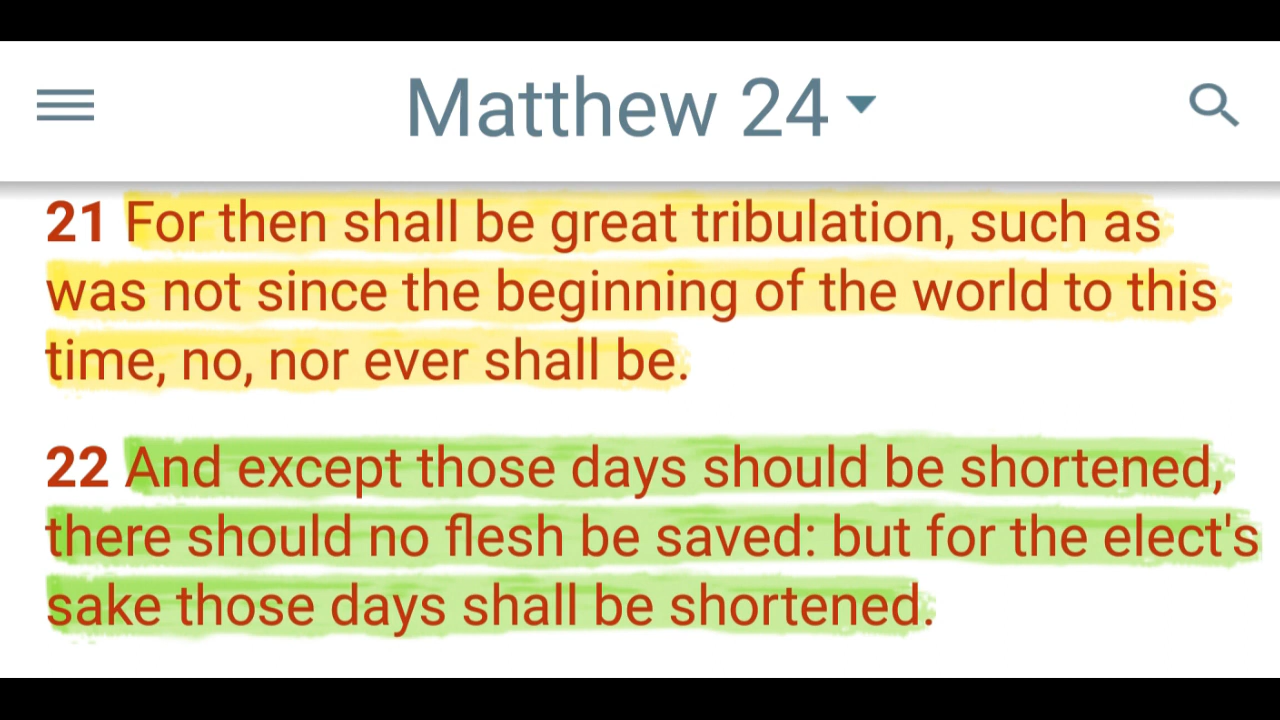 Matthew 24
21 For then shall be great tribulation, such as
was not since the beginning of the world to this
time, no, nor ever shall be.
22 And except those days should be shortened,
there should no flesh be saved: but for the elect's
sake those days shall be shortened.